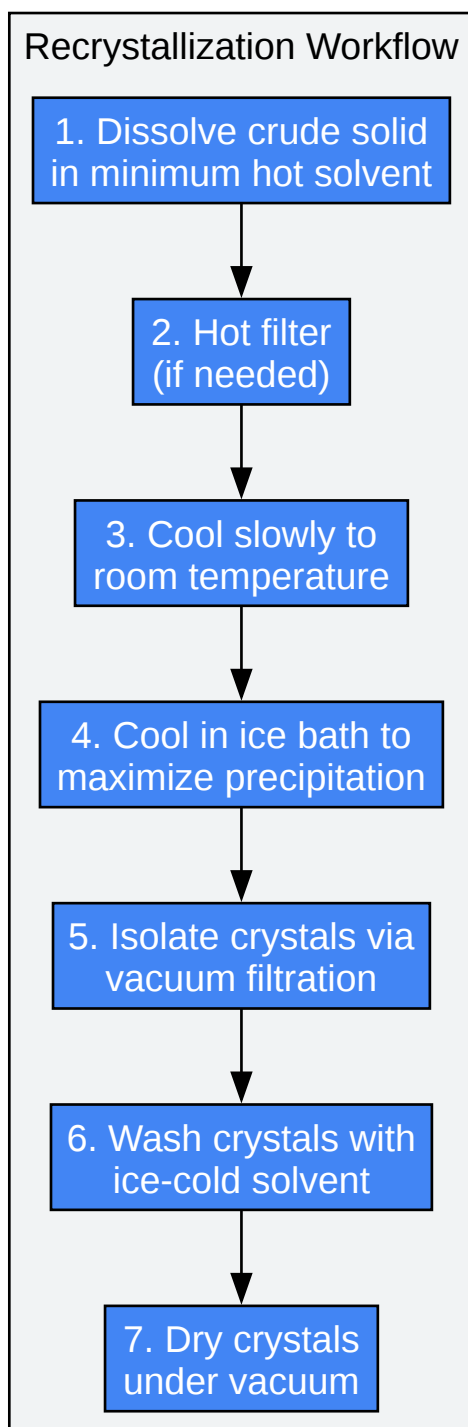 Recrystallization Workflow
1. Dissolve crude solid
in minimum hot solvent
2. Hot filter
(if needed)
3. Cool slowly to
room temperature
4. Cool in ice bath to
maximize precipitation
5. Isolate crystals via
vacuum filtration
6. Wash crystals with
ice-cold solvent
7. Dry crystals
under vacuum